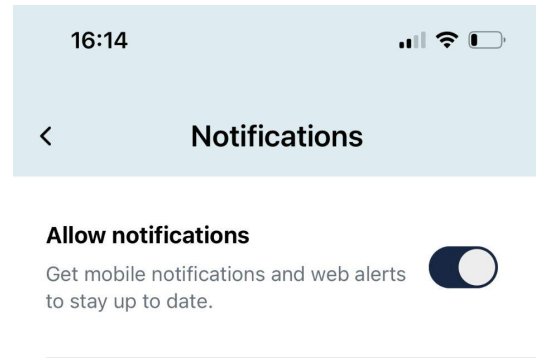 16:14
Notifications
Allow notifications
Get mobile notifications and web alerts
to stay up to date.